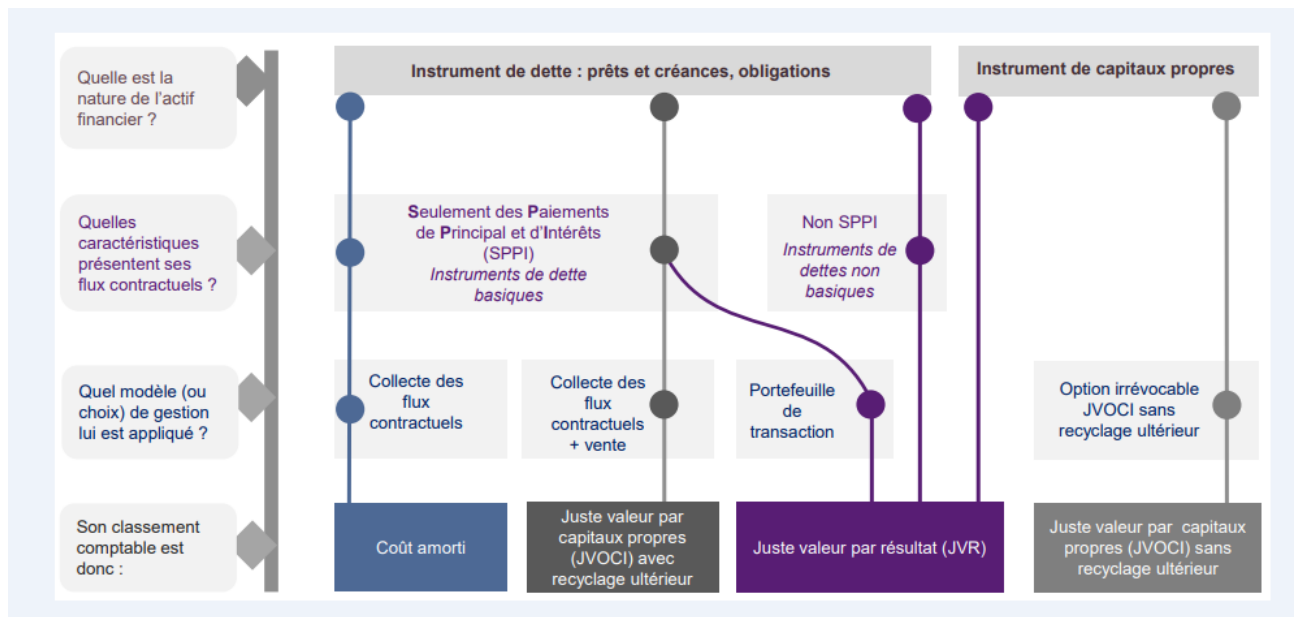 Quelle est la
nature de l'actif
financier ?
Instrument de dette : prêts et créances, obligations
Instrument de capitaux propres
Quelles
caractéristiques
présentent ses
flux contractuels ?
Seulement des Paiements
de Principal et d'Intérêts
(SPPI)
Instruments de dette
basiques
Non SPPI
Instruments de
dettes non
basiques
Quel modèle (ou
choix) de gestion
lui est appliqué ?
Collecte des
flux
contractuels
Collecte des
flux
contractuels
+ vente
Portefeuille
de
transaction
Option irrévocable
JVOCI sans
recyclage ultérieur
Son classement
comptable est
donc :
Coût amorti
Juste valeur par
capitaux propres
(JVOCI) avec
recyclage ultérieur
Juste valeur par résultat (JVR)
Juste valeur par capitaux
propres (JVOCI) sans
recyclage ultérieur